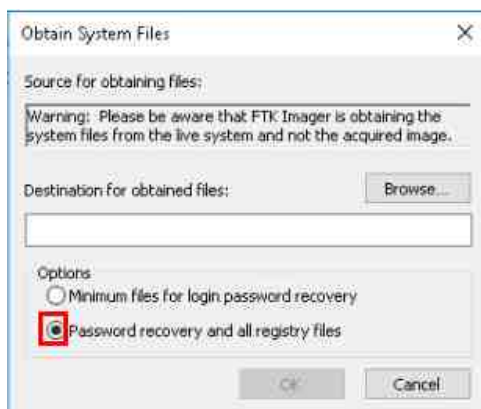 Obtain System Files
Source for obtaining files:
Warning: Please be aware that FTK Imager is obtaining the
system files from the live system and not the acquired image.
Destination for obtained files:
Browse...
Options
Minimum files for login password recovery
Password recovery and all registry files
OK
Cancel